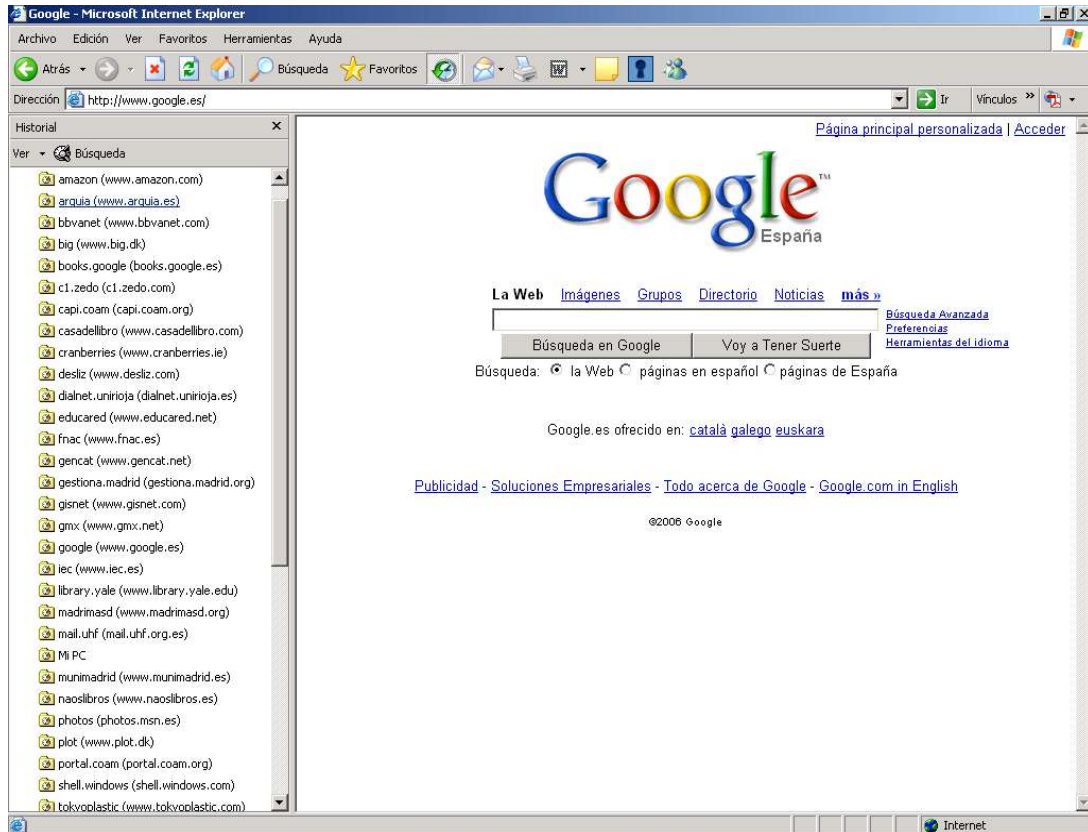 Google - Microsoft Internet Explorer
Archivo Edición Ver Favoritos Herramientas Ayuda
Atrás Búsqueda Favoritos
Dirección http://www.google.es/ Ir Vínculos »
Historial
Ver Búsqueda
amazon (www.amazon.com)
arquia (www.arquia.es)
bbvanet (www.bbvanet.com)
big (www.big.dk)
books.google (books.google.es)
c1.zedo (c1.zedo.com)
capi.coam (capi.coam.org)
casadellibro (www.casadellibro.com)
cranberries (www.cranberries.ie)
desliz (www.desliz.com)
dialnet.unirioja (dialnet.unirioja.es)
educared (www.educared.net)
fnac (www.fnac.es)
gencat (www.gencat.net)
gestiona.madrid (gestiona.madrid.org)
gisnet (www.gisnet.com)
gmx (www.gmx.net)
google (www.google.es)
iec (www.iec.es)
library.yale (www.library.yale.edu)
madrimasd (www.madrimasd.org)
mail.uhf (mail.uhf.org.es)
Mi PC
munimadrid (www.munimadrid.es)
naoslibros (www.naoslibros.es)
photos (photos.msn.es)
plot (www.plot.dk)
portal.coam (portal.coam.org)
shell.windows (shell.windows.com)
tokyoplastic (www.tokyoplastic.com)
Página principal personalizada | Acceder
Google™
España
La Web Imágenes Grupos Directorio Noticias más »
Búsqueda Avanzada
Preferencias
Herramientas del idioma
Búsqueda en Google Voy a Tener Suerte
Búsqueda: la Web páginas en español páginas de España
Google.es ofrecido en: català galego euskara
Publicidad - Soluciones Empresariales - Todo acerca de Google - Google.com in English
©2006 Google
Internet